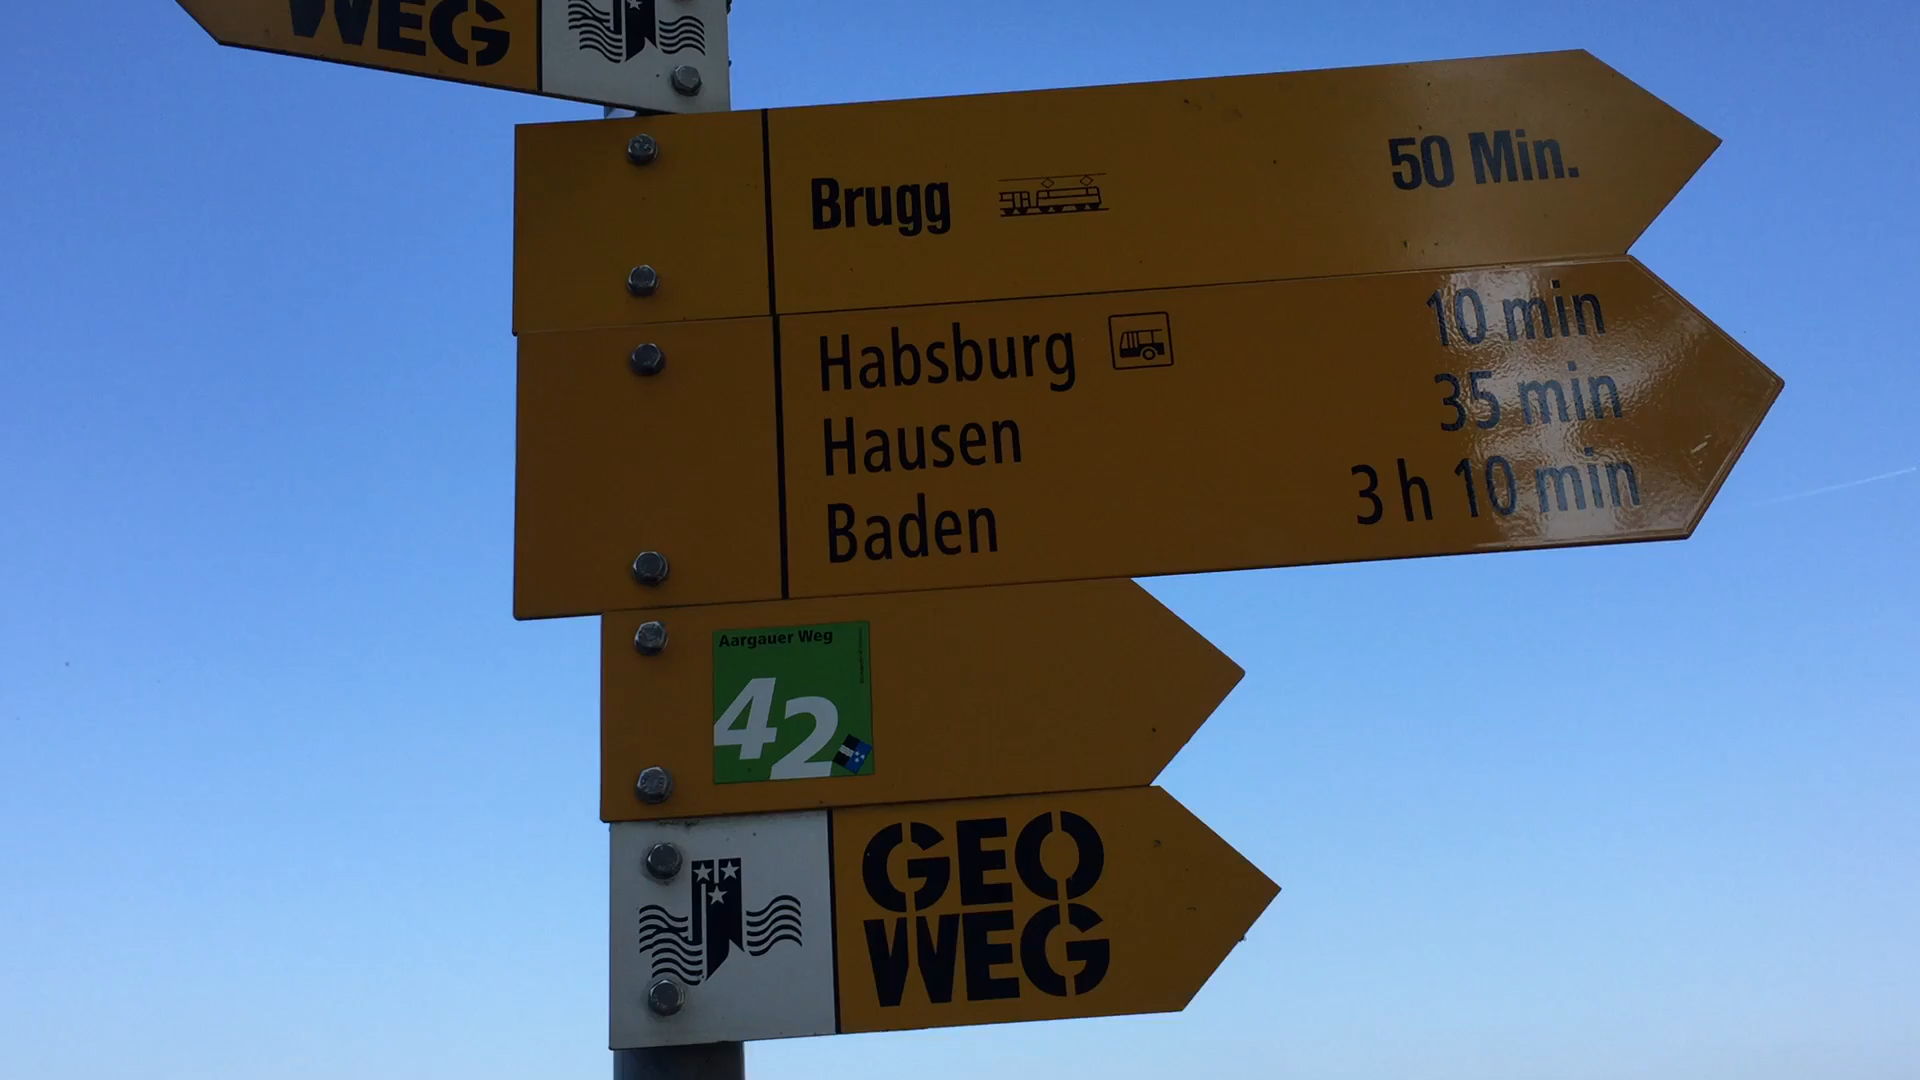 WEG
Brugg 50 Min.
Habsburg 10 min
Hausen 35 min
Baden 3 h 10 min
Aargauer Weg
42
GEO
WEG